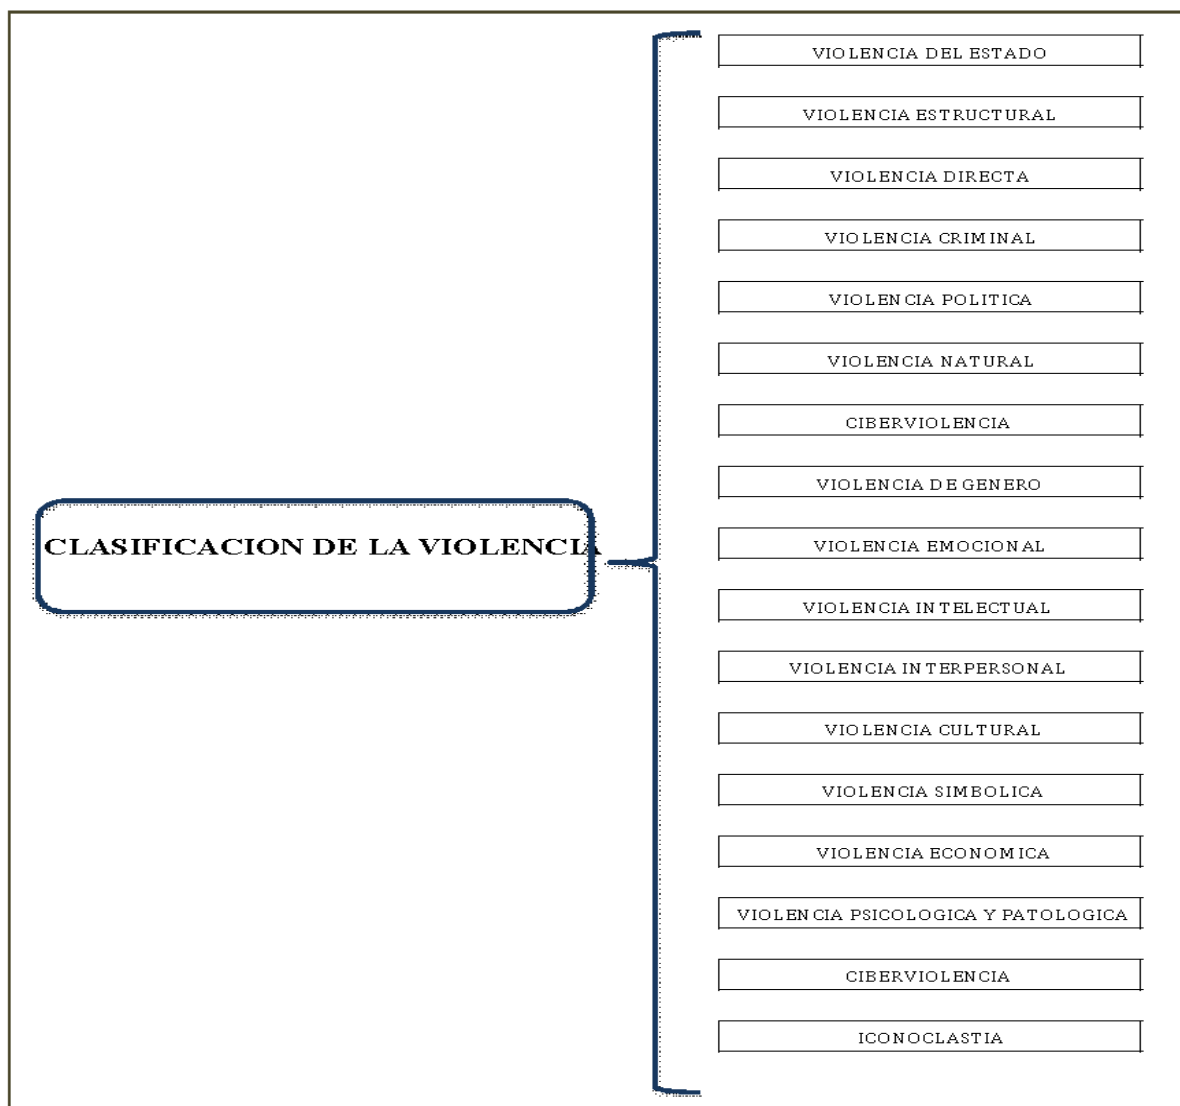 VIOLENCIA DEL ESTADO
VIOLENCIA ESTRUCTURAL
VIOLENCIA DIRECTA
VIOLENCIA CRIMINAL
VIOLENCIA POLITICA
VIOLENCIA NATURAL
CIBERVIOLENCIA
VIOLENCIA DE GENERO
CLASIFICACION DE LA VIOLENCIA
VIOLENCIA EMOCIONAL
VIOLENCIA INTELECTUAL
VIOLENCIA INTERPERSONAL
VIOLENCIA CULTURAL
VIOLENCIA SIMBOLICA
VIOLENCIA ECONOMICA
VIOLENCIA PSICOLOGICA Y PATOLOGICA
CIBERVIOLENCIA
ICONOCLASTIA